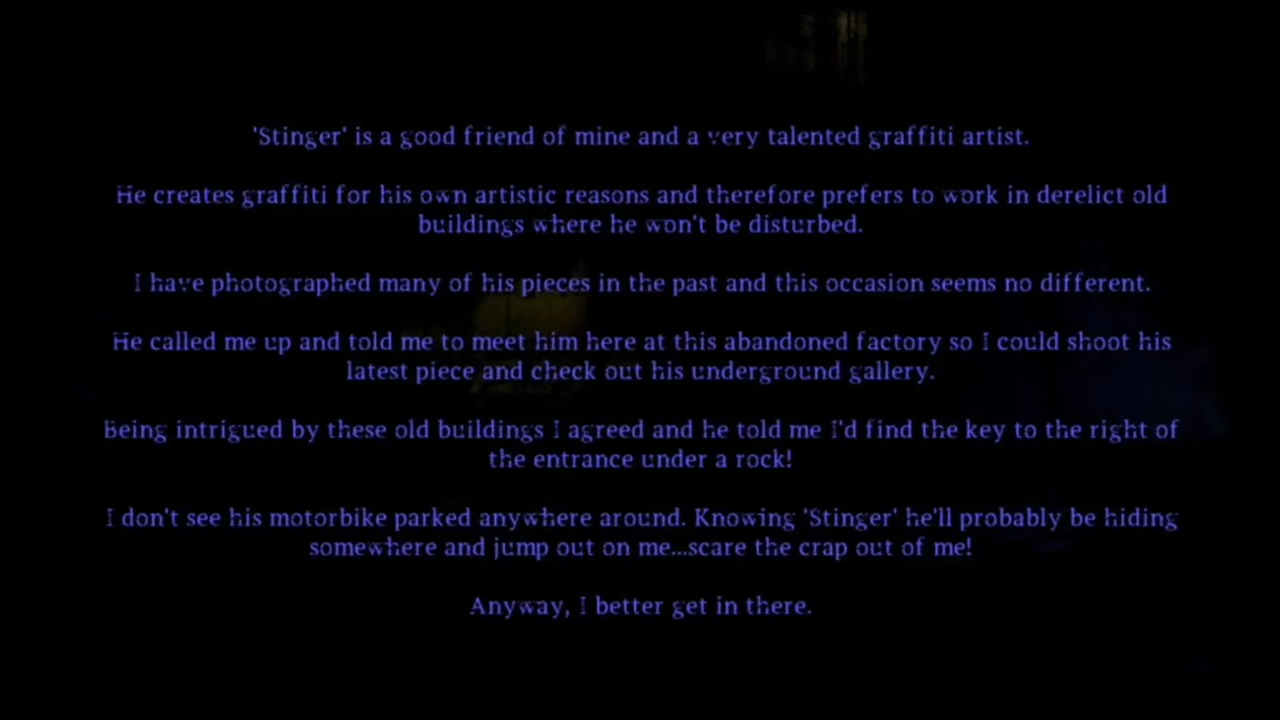 'Stinger' is a good friend of mine and a very talented graffiti artist.
He creates graffiti for his own artistic reasons and therefore prefers to work in derelict old
buildings where he won't be disturbed.
I have photographed many of his pieces in the past and this occasion seems no different.
He called me up and told me to meet him here at this abandoned factory so I could shoot his
latest piece and check out his underground gallery.
Being intrigued by these old buildings I agreed and he told me I'd find the key to the right of
the entrance under a rock!
I don't see his motorbike parked anywhere around. Knowing 'Stinger' he'll probably be hiding
somewhere and jump out on me...scare the crap out of me!
Anyway, I better get in there.